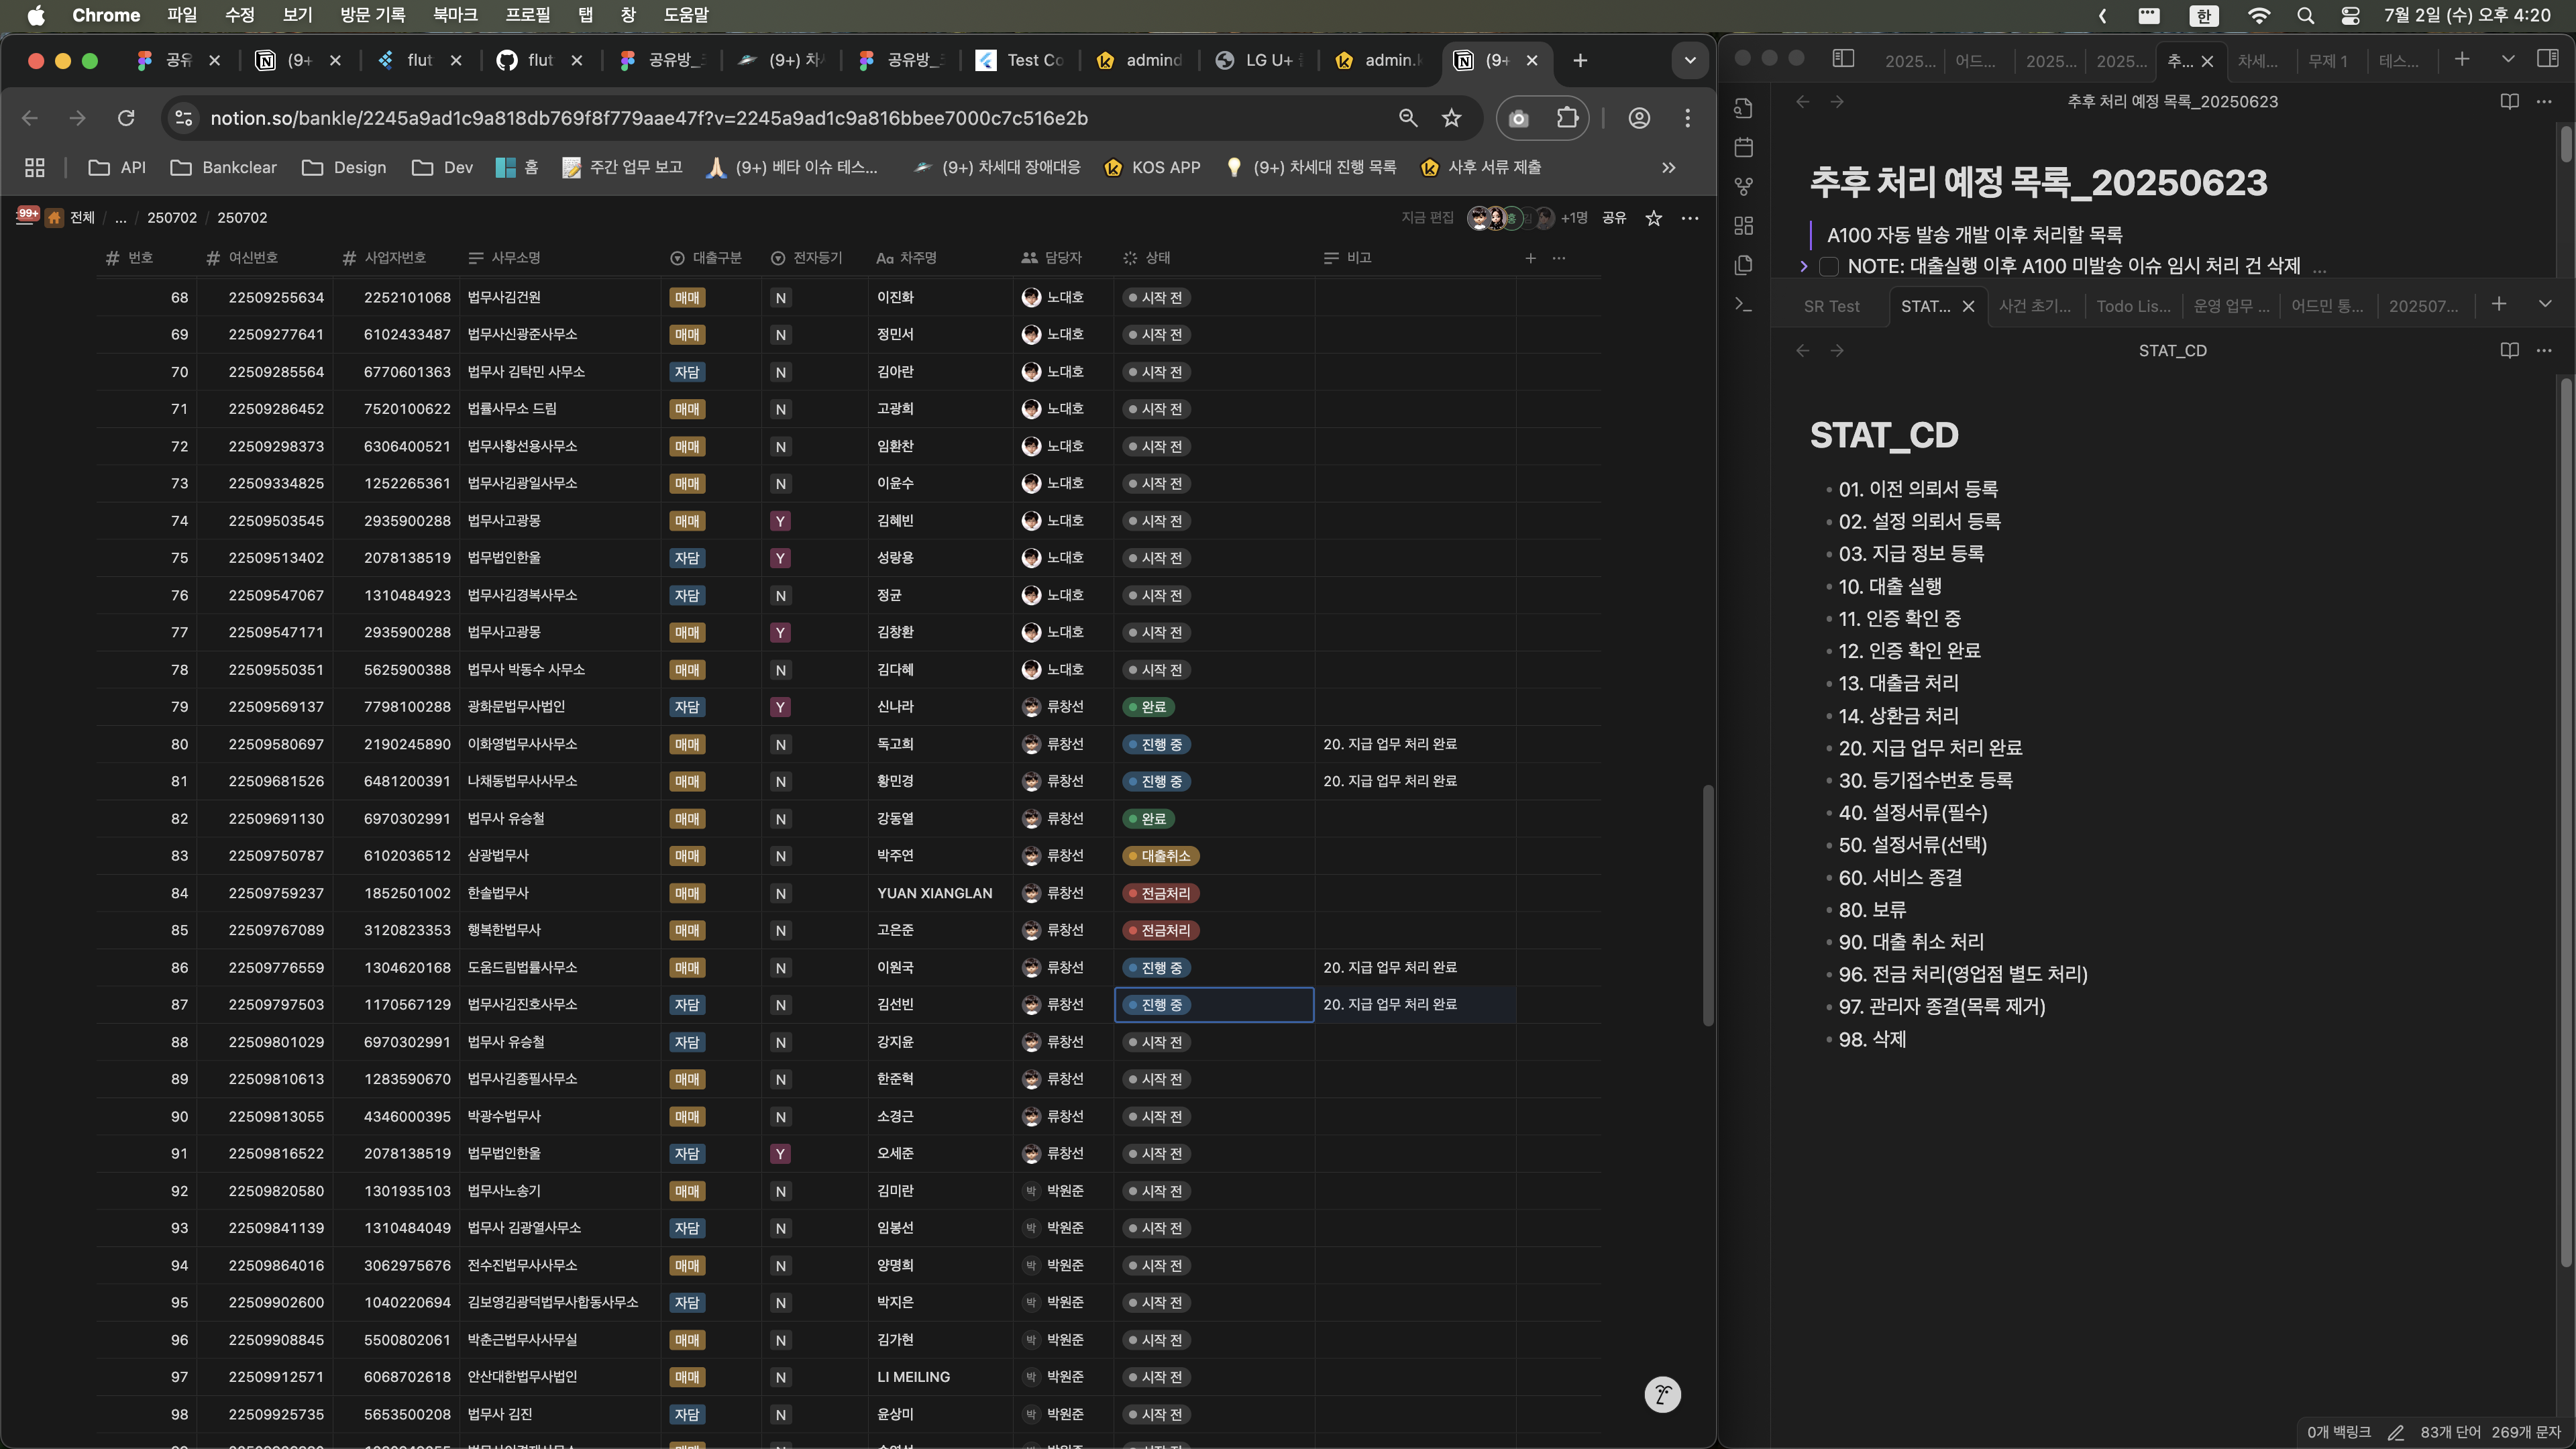 Chrome 파일 수정 보기 방문 기록 북마크 프로필 탭 창 도움말 한 7월 2일 (수) 오후 4:20
공유 (9+ flut flut 공유방_ (9+) 차 공유방_ Test Co admind LG U+ admin. (9+
notion.so/bankle/2245a9ad1c9a818db769f8f779aae47f?v=2245a9ad1c9a816bbee7000c7c516e2b
API Bankclear Design Dev 홈 주간 업무 보고 (9+) 베타 이슈 테스... (9+) 차세대 장애대응 KOS APP (9+) 차세대 진행 목록 사후 서류 제출
99+ 전체 / ... / 250702 / 250702 지금 편집 홍 +1명 공유
번호 여신번호 사업자번호 사무소명 대출구분 전자등기 Aa 차주명 담당자 상태 비고
68 22509255634 2252101068 법무사김건원 매매 N 이진화 노대호 시작 전
69 22509277641 6102433487 법무사신광준사무소 매매 N 정민서 노대호 시작 전
70 22509285564 6770601363 법무사 김탁민 사무소 자담 N 김아란 노대호 시작 전
71 22509286452 7520100622 법률사무소 드림 매매 N 고광희 노대호 시작 전
72 22509298373 6306400521 법무사황선용사무소 매매 N 임환찬 노대호 시작 전
73 22509334825 1252265361 법무사김광일사무소 매매 N 이윤수 노대호 시작 전
74 22509503545 2935900288 법무사고광몽 매매 Y 김혜빈 노대호 시작 전
75 22509513402 2078138519 법무법인한울 자담 Y 성랑용 노대호 시작 전
76 22509547067 1310484923 법무사김경복사무소 자담 N 정균 노대호 시작 전
77 22509547171 2935900288 법무사고광몽 매매 Y 김창환 노대호 시작 전
78 22509550351 5625900388 법무사 박동수 사무소 매매 N 김다혜 노대호 시작 전
79 22509569137 7798100288 광화문법무사법인 자담 Y 신나라 류창선 완료
80 22509580697 2190245890 이화영법무사사무소 매매 N 독고희 류창선 진행 중 20. 지급 업무 처리 완료
81 22509681526 6481200391 나채동법무사사무소 매매 N 황민경 류창선 진행 중 20. 지급 업무 처리 완료
82 22509691130 6970302991 법무사 유승철 매매 N 강동열 류창선 완료
83 22509750787 6102036512 삼광법무사 매매 N 박주연 류창선 대출취소
84 22509759237 1852501002 한솔법무사 매매 N YUAN XIANGLAN 류창선 전금처리
85 22509767089 3120823353 행복한법무사 매매 N 고은준 류창선 전금처리
86 22509776559 1304620168 도움드림법률사무소 매매 N 이원국 류창선 진행 중 20. 지급 업무 처리 완료
87 22509797503 1170567129 법무사김진호사무소 자담 N 김선빈 류창선 진행 중 20. 지급 업무 처리 완료
88 22509801029 6970302991 법무사 유승철 자담 N 강지윤 류창선 시작 전
89 22509810613 1283590670 법무사김종필사무소 매매 N 한준혁 류창선 시작 전
90 22509813055 4346000395 박광수법무사 매매 N 소경근 류창선 시작 전
91 22509816522 2078138519 법무법인한울 자담 Y 오세준 류창선 시작 전
92 22509820580 1301935103 법무사노송기 매매 N 김미란 박 박원준 시작 전
93 22509841139 1310484049 법무사 김광열사무소 자담 N 임봉선 박 박원준 시작 전
94 22509864016 3062975676 전수진법무사사무소 매매 N 양명희 박 박원준 시작 전
95 22509902600 1040220694 김보영김광덕법무사합동사무소 자담 N 박지은 박 박원준 시작 전
96 22509908845 5500802061 박춘근법무사사무실 매매 N 김가현 박 박원준 시작 전
97 22509912571 6068702618 안산대한법무사법인 매매 N LI MEILING 박 박원준 시작 전
98 22509925735 5653500208 법무사 김진 자담 N 윤상미 박 박원준 시작 전
2025... 어드... 2025... 2025... 추... 차세... 무제 1 테스...
추후 처리 예정 목록_20250623
추후 처리 예정 목록_20250623
A100 자동 발송 개발 이후 처리할 목록
NOTE: 대출실행 이후 A100 미발송 이슈 임시 처리 건 삭제 ...
SR Test STAT... 사건 초기... Todo Lis... 운영 업무 ... 어드민 통... 202507...
STAT_CD
STAT_CD
01. 이전 의뢰서 등록
02. 설정 의뢰서 등록
03. 지급 정보 등록
10. 대출 실행
11. 인증 확인 중
12. 인증 확인 완료
13. 대출금 처리
14. 상환금 처리
20. 지급 업무 처리 완료
30. 등기접수번호 등록
40. 설정서류(필수)
50. 설정서류(선택)
60. 서비스 종결
80. 보류
90. 대출 취소 처리
96. 전금 처리(영업점 별도 처리)
97. 관리자 종결(목록 제거)
98. 삭제
0개 백링크 83개 단어 269개 문자